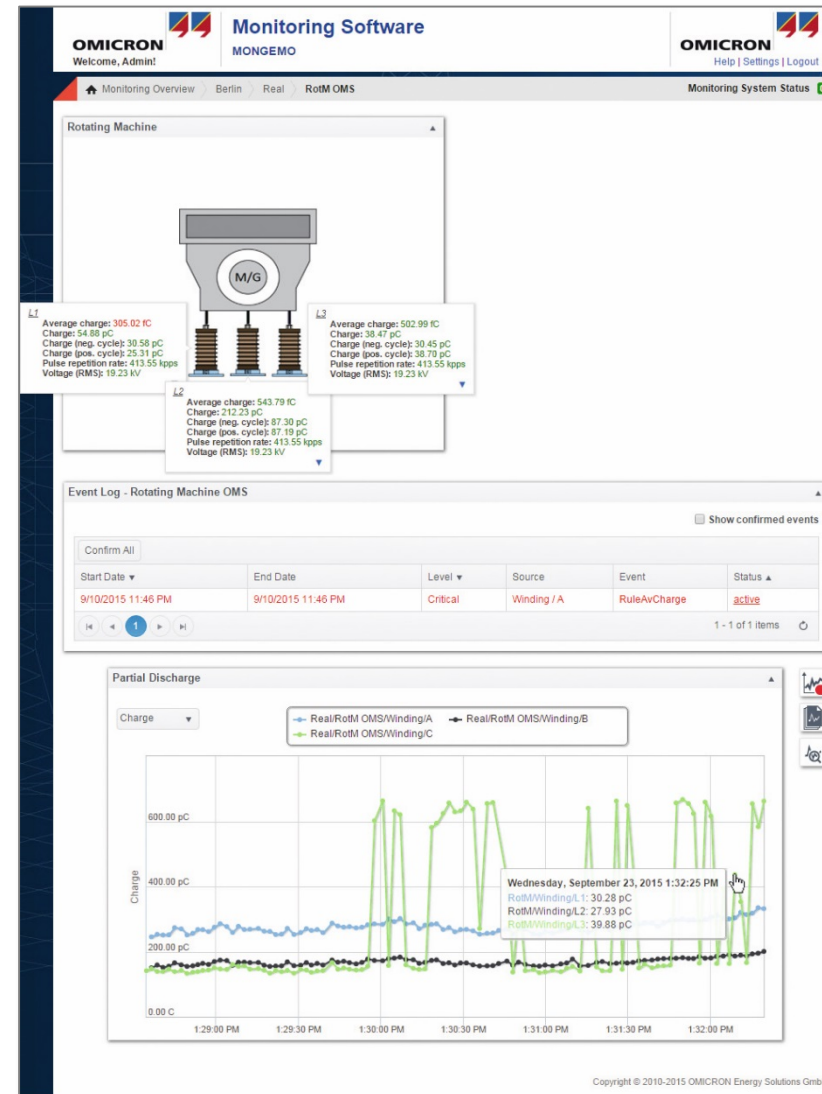 OMICRON
Welcome, Admin!
Monitoring Software
MONGEMO
OMICRON
Help | Settings | Logout
Monitoring Overview
Berlin
Real
RotM OMS
Monitoring System Status
Rotating Machine
M/G
L1
Average charge: 305.02 fC
Charge: 54.88 pC
Charge (neg. cycle): 30.58 pC
Charge (pos. cycle): 25.31 pC
Pulse repetition rate: 413.55 kpps
Voltage (RMS): 19.23 kV
L3
Average charge: 502.99 fC
Charge: 38.47 pC
Charge (neg. cycle): 30.45 pC
Charge (pos. cycle): 38.70 pC
Pulse repetition rate: 413.55 kpps
Voltage (RMS): 19.23 kV
L2
Average charge: 543.79 fC
Charge: 212.23 pC
Charge (neg. cycle): 87.30 pC
Charge (pos. cycle): 87.19 pC
Pulse repetition rate: 413.55 kpps
Voltage (RMS): 19.23 kV
Event Log - Rotating Machine OMS
Show confirmed events
Confirm All
Start Date End Date Level Source Event Status
9/10/2015 11:46 PM 9/10/2015 11:46 PM Critical Winding / A RuleAvCharge active
1
1 - 1 of 1 items
Partial Discharge
Charge
Real/RotM OMS/Winding/A Real/RotM OMS/Winding/B
Real/RotM OMS/Winding/C
600.00 pC
400.00 pC
200.00 pC
0.00 C
Charge
Wednesday, September 23, 2015 1:32:25 PM
RotM/Winding/L1: 30.28 pC
RotM/Winding/L2: 27.93 pC
RotM/Winding/L3: 39.88 pC
1:29:00 PM 1:29:30 PM 1:30:00 PM 1:30:30 PM 1:31:00 PM 1:31:30 PM 1:32:00 PM
Copyright © 2010-2015 OMICRON Energy Solutions Gmb